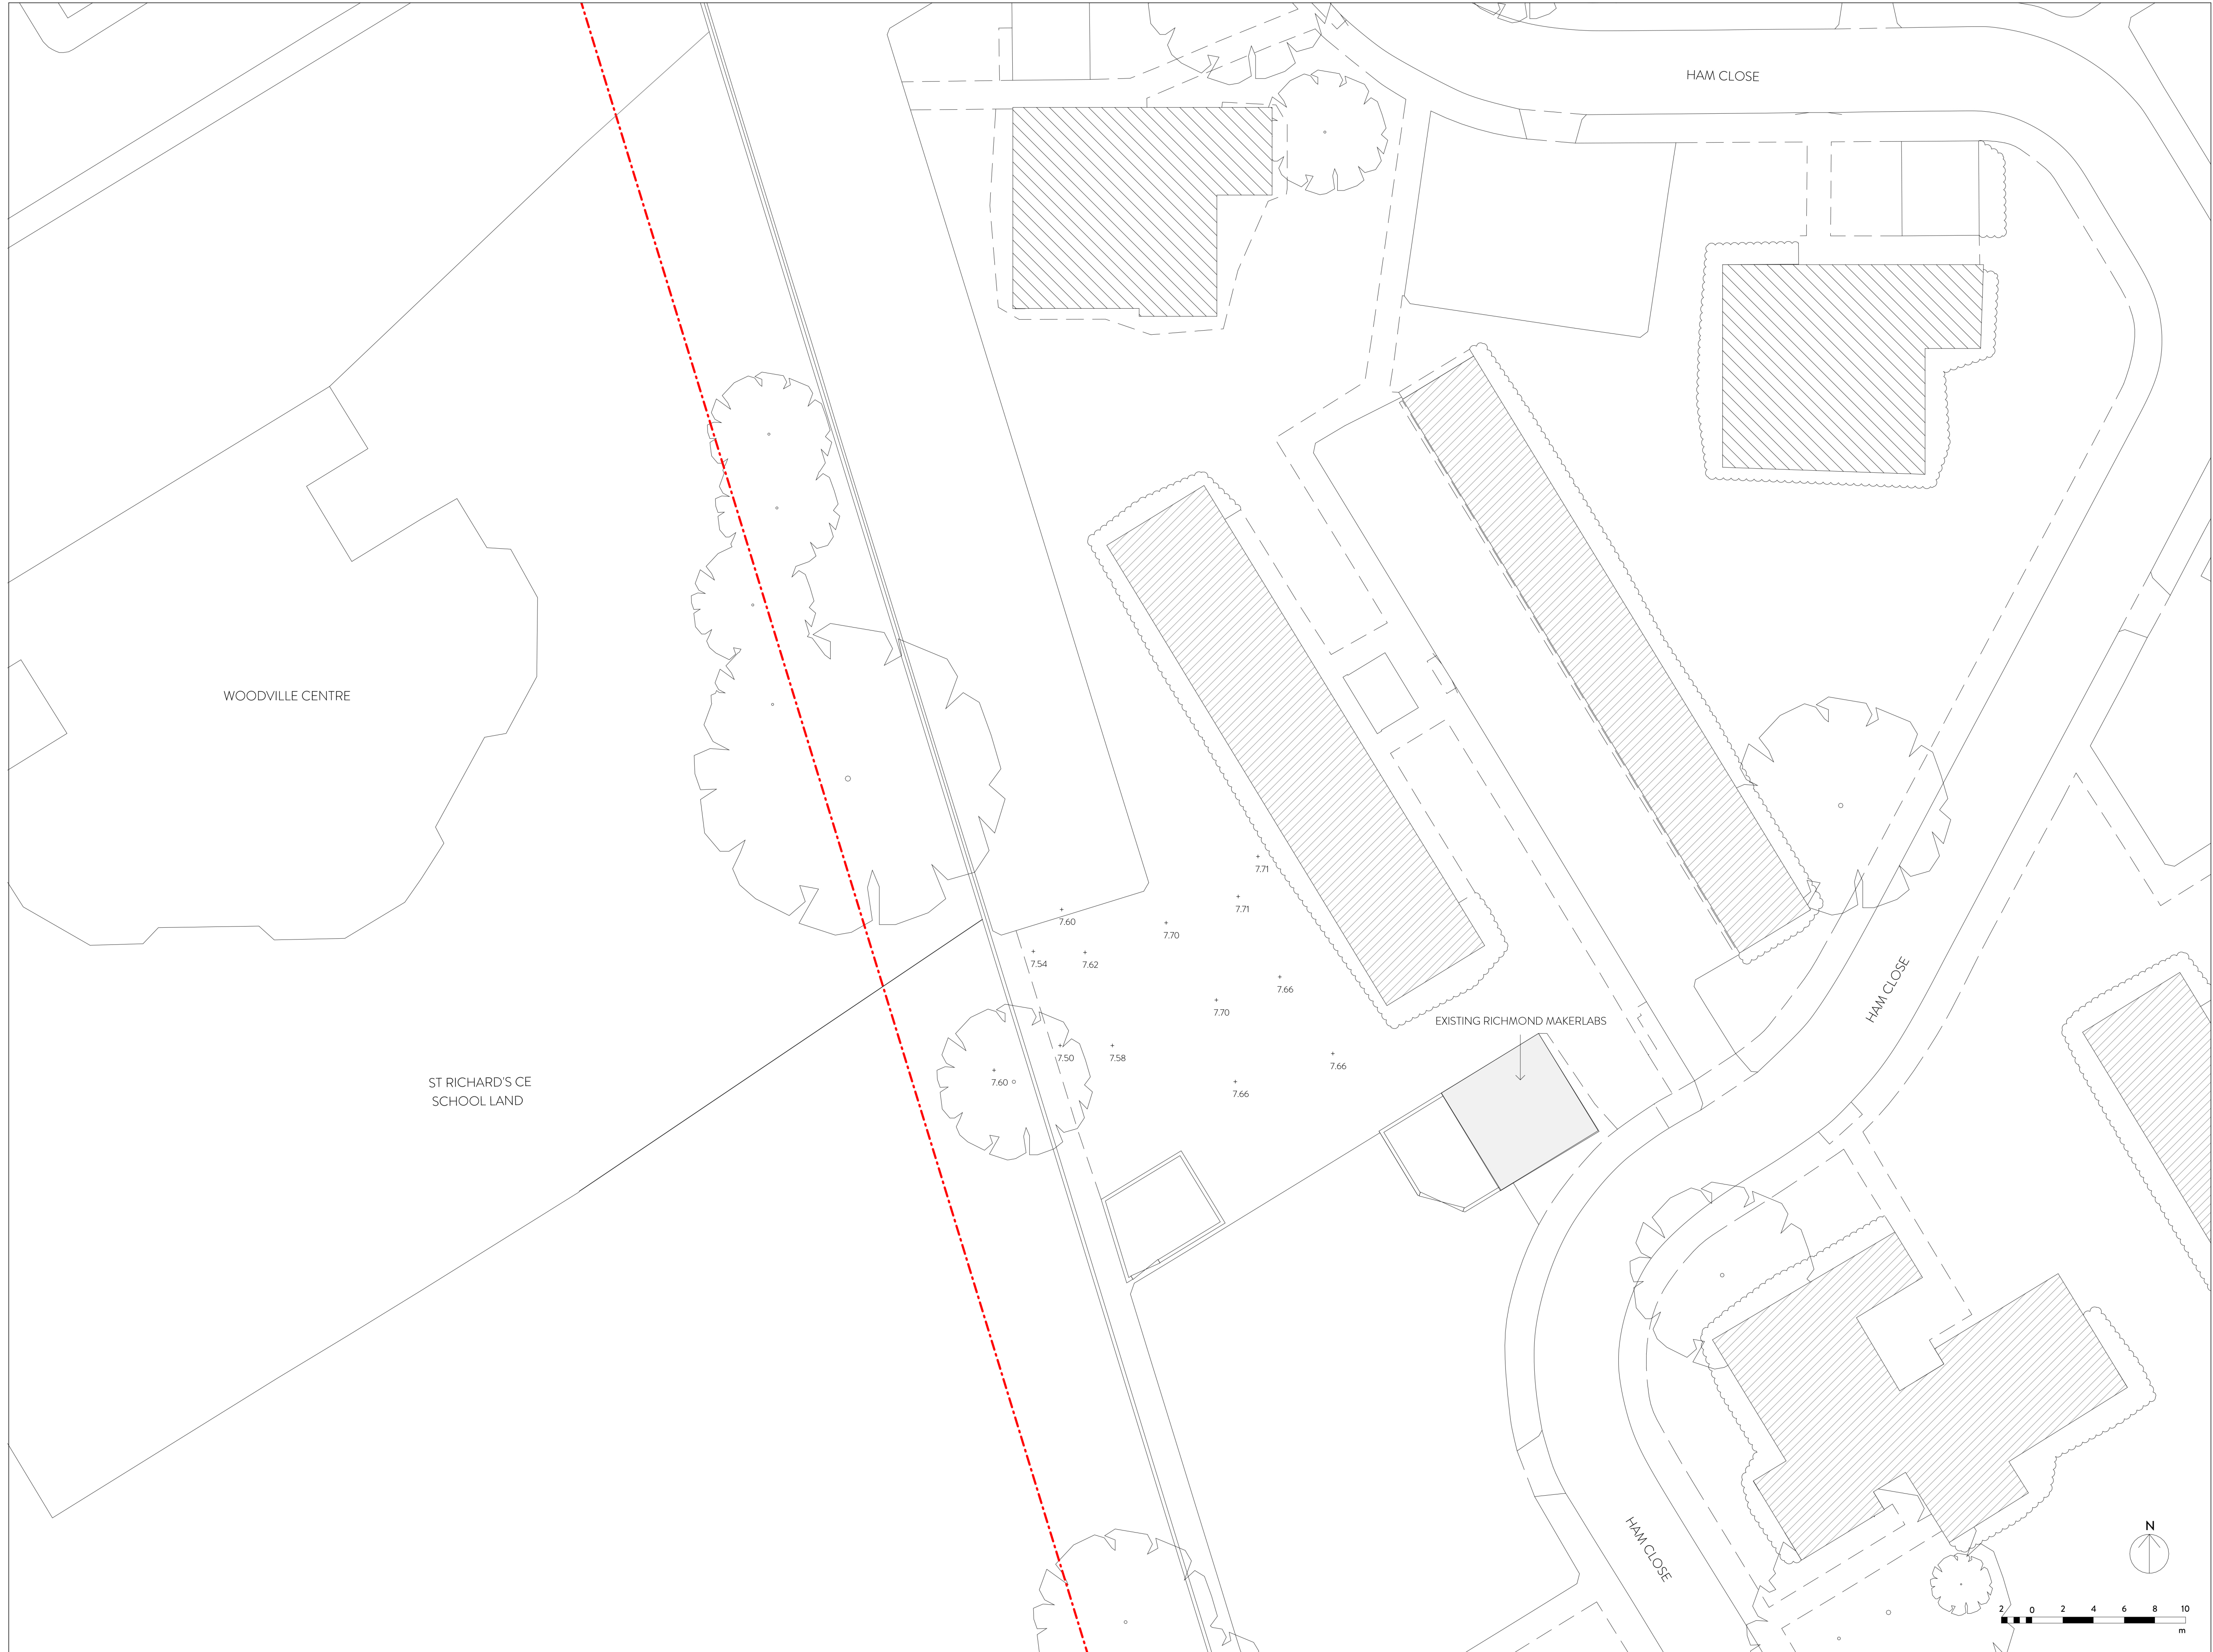 HAM CLOSE
WOODVILLE CENTRE
7.71
7.71
7.60
7.70
7.54
7.62
7.66
7.70
HAM CLOSE
EXISTING RICHMOND MAKERLABS
7.50
7.58
7.66
7.60
7.66
ST RICHARD'S CE
SCHOOL LAND
HAM CLOSE
N
2 0 2 4 6 8 10
m